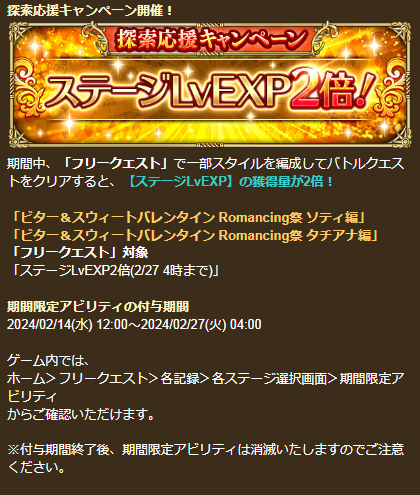 探索応援キャンペーン開催！
探索応援キャンペーン
ステージLvEXP2倍!
期間中、「フリークエスト」で一部スタイルを編成してバトルクエス
トをクリアすると、【ステージLvEXP】の獲得量が2倍！
「ビター＆スウィートバレンタイン Romancing祭 ソティ編」
「ビター＆スウィートバレンタイン Romancing祭 タチアナ編」
「フリークエスト」対象
「ステージLvEXP2倍(2/27 4時まで)」
期間限定アビリティの付与期間
2024/02/14(水) 12:00～2024/02/27(火) 04:00
ゲーム内では、
ホーム＞フリークエスト＞各記録＞各ステージ選択画面＞期間限定ア
ビリティ
からご確認いただけます。
※付与期間終了後、期間限定アビリティは消滅いたしますのでご注意
ください。